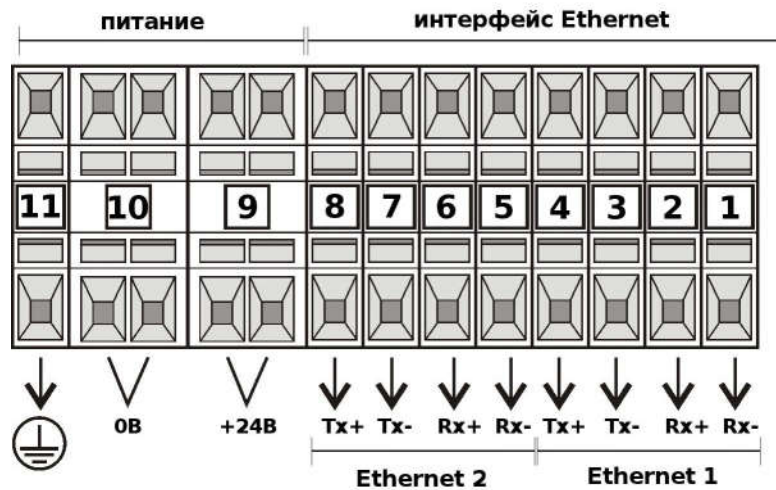 питание интерфейс Ethernet
11 10 9 8 7 6 5 4 3 2 1
0В +24В Tx+ Tx- Rx+ Rx- Tx+ Tx- Rx+ Rx-
Ethernet 2 Ethernet 1